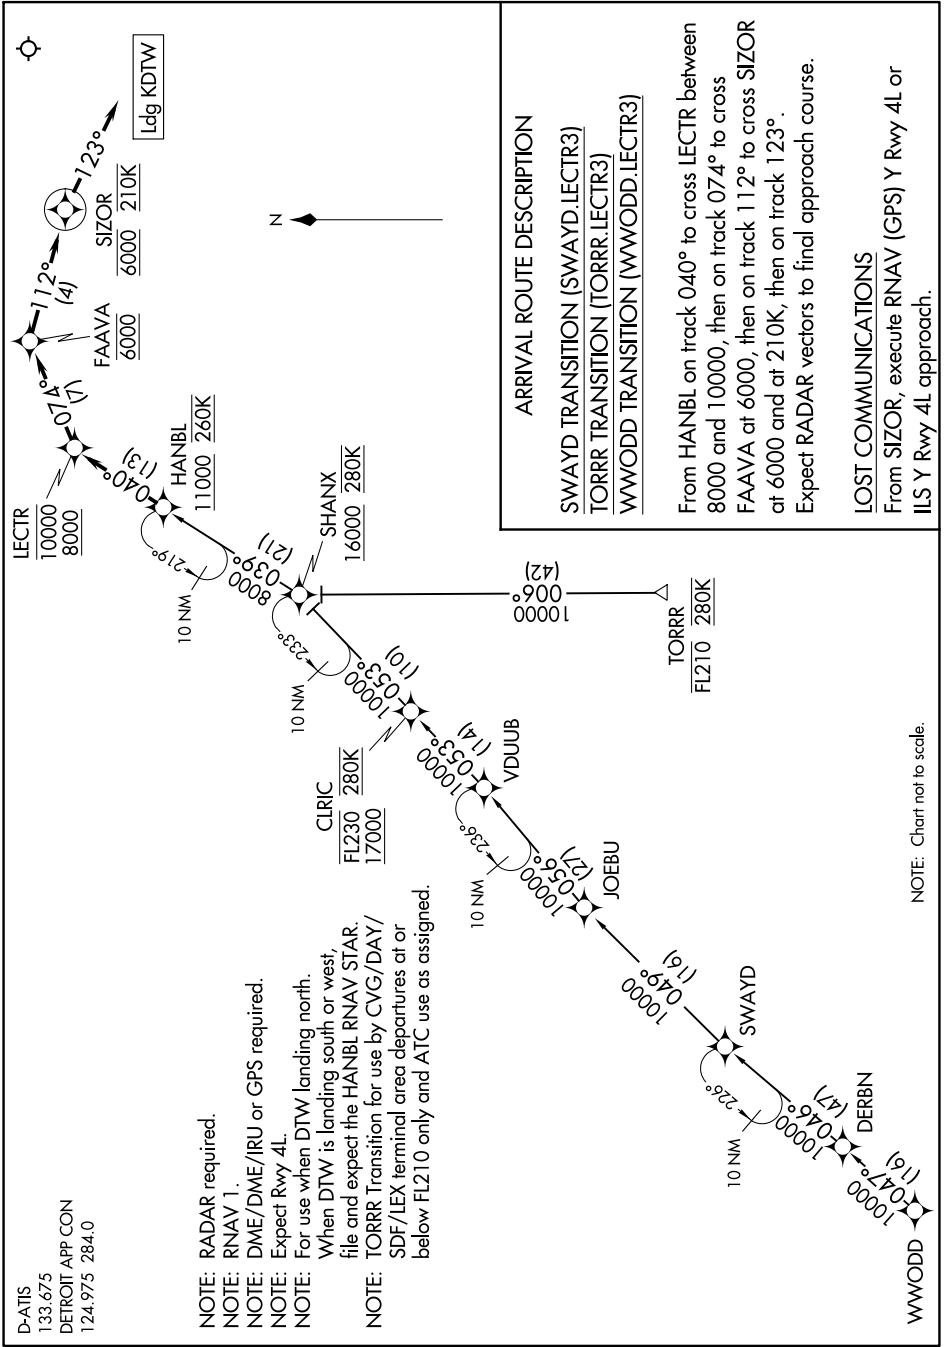 D-ATIS
133.675
DETROIT APP CON
124.975 284.0
NOTE: RADAR required.
NOTE: RNAV 1.
NOTE: DME/DME/IRU or GPS required.
NOTE: Expect Rwy 4L.
NOTE: For use when DTW landing north.
When DTW is landing south or west,
file and expect the HANBL RNAV STAR.
NOTE: TORRR Transition for use by CVG/DAY/
SDF/LEX terminal area departures at or
below FL210 only and ATC use as assigned.
LECTR
10000
8000
074°
(7)
FAAVA
6000
112°
(4)
SIZOR
6000 210K
123°
Ldg KDTW
040°
(13)
HANBL
11000 260K
219°
10 NM
8000
039°
(21)
SHANX
16000 280K
233°
10 NM
N
10000
053°
(10)
CLRIC
FL230 280K
17000
10000
006°
(42)
TORRR
FL210 280K
10000
053°
(14)
VDUUB
236°
10 NM
10000
056°
(27)
JOEBU
10000
049°
(16)
SWAYD
226°
10 NM
10000
046°
(47)
DERBN
10000
047°
(16)
WWODD
NOTE: Chart not to scale.
ARRIVAL ROUTE DESCRIPTION
SWAYD TRANSITION (SWAYD.LECTR3)
TORRR TRANSITION (TORRR.LECTR3)
WWODD TRANSITION (WWODD.LECTR3)
From HANBL on track 040° to cross LECTR between
8000 and 10000, then on track 074° to cross
FAAVA at 6000, then on track 112° to cross SIZOR
at 6000 and at 210K, then on track 123°.
Expect RADAR vectors to final approach course.
LOST COMMUNICATIONS
From SIZOR, execute RNAV (GPS) Y Rwy 4L or
ILS Y Rwy 4L approach.